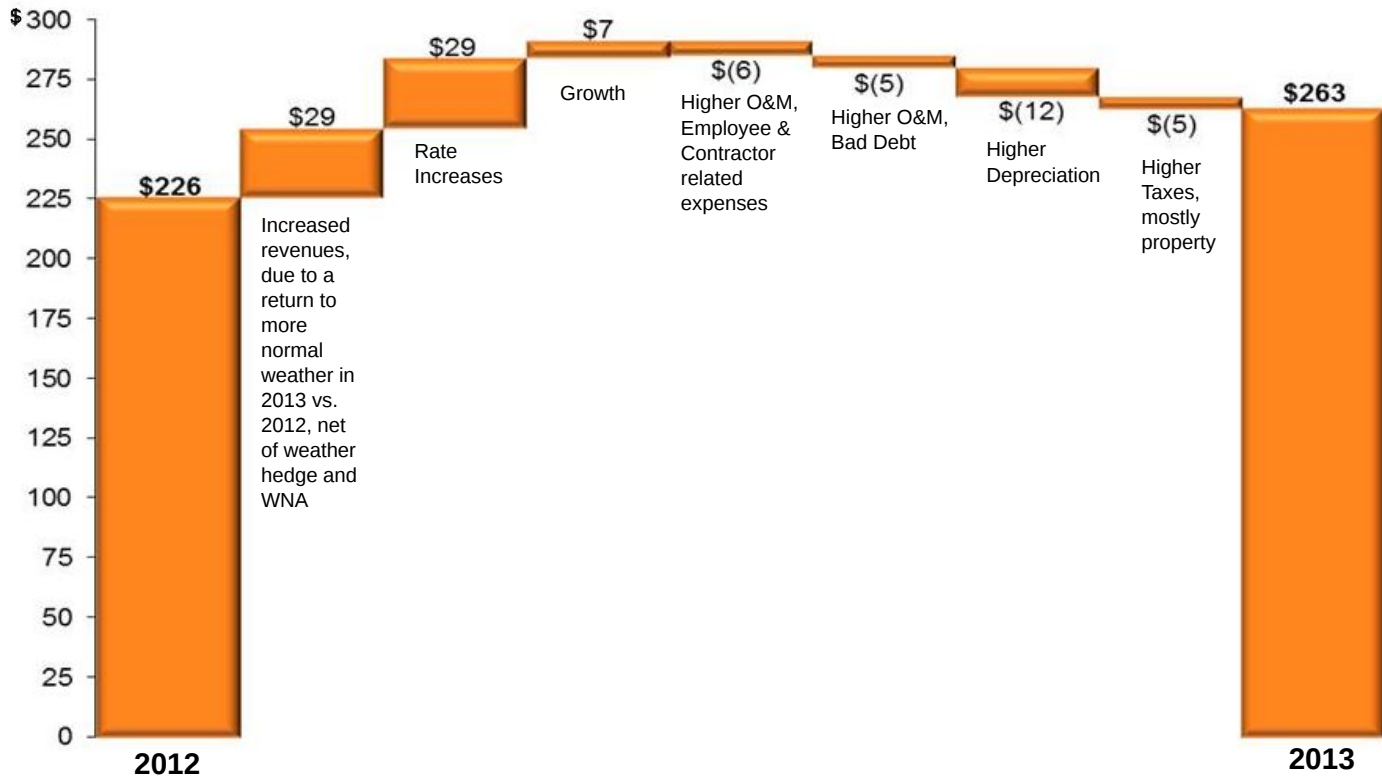 $ 300
275
250
225
200
175
150
125
100
75
50
25
0
$226
2012
$29
Increased
revenues,
due to a
return to
more
normal
weather in
2013 vs.
2012, net
of weather
hedge and
WNA
$29
Rate
Increases
$7
Growth
$(6)
Higher O&M,
Employee &
Contractor
related
expenses
$(5)
Higher O&M,
Bad Debt
$(12)
Higher
Depreciation
$(5)
Higher
Taxes,
mostly
property
$263
2013